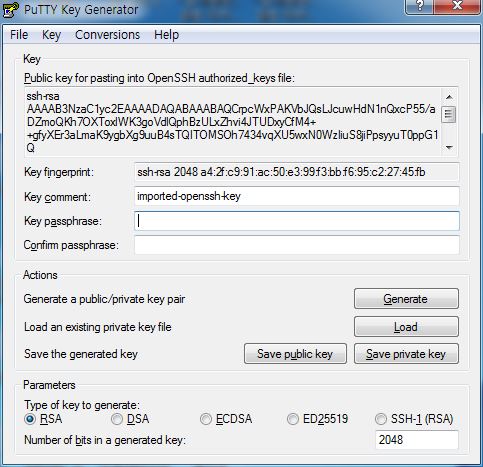 PuTTY Key Generator
File Key Conversions Help
Key
Public key for pasting into OpenSSH authorized_keys file:
ssh-rsa
AAAAB3NzaC1yc2EAAAADAQABAAABAQCrpcWxPAKVbJQsLJcuwHdN1nQxcP55/a
DZmoQKh7OXToxIWK3goVdlQphBzULxZhvi4JTUDxyCfM4+
+gfyXEr3aLmaK9ygbXg9uuB4sTQITOMSOh7434vqXU5wxN0WzIiuS8jiPpsyyuT0ppG1
Q
Key fingerprint: ssh-rsa 2048 a4:2f:c9:91:ac:50:e3:99:f3:bb:f6:95:c2:27:45:fb
Key comment: imported-openssh-key
Key passphrase:
Confirm passphrase:
Actions
Generate a public/private key pair Generate
Load an existing private key file Load
Save the generated key Save public key Save private key
Parameters
Type of key to generate:
RSA DSA ECDSA ED25519 SSH-1 (RSA)
Number of bits in a generated key: 2048